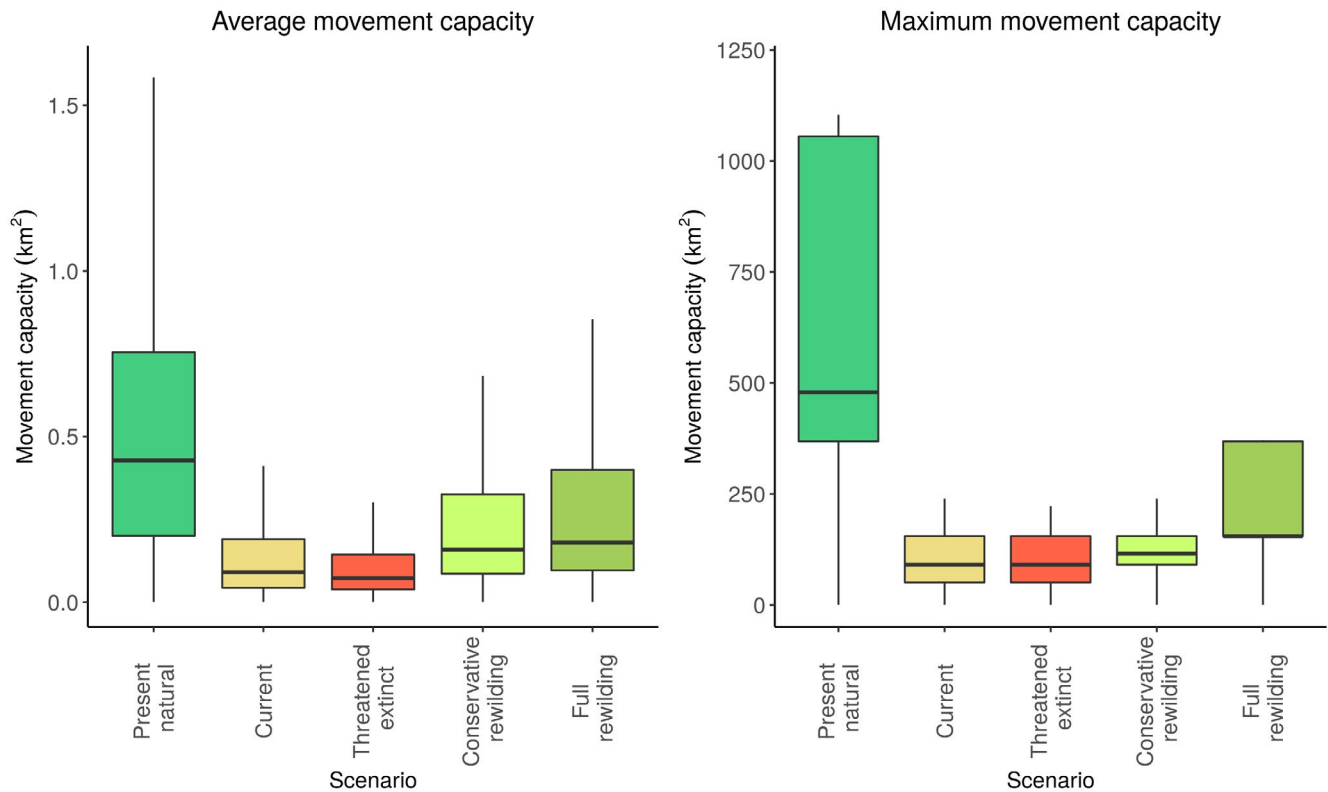 Average movement capacity
Movement capacity (km²)
1.5
1.0
0.5
0.0
Present
natural
Current
Threatened
extinct
Conservative
rewilding
Full
rewilding
Scenario
Maximum movement capacity
Movement capacity (km²)
1250
1000
750
500
250
0
Present
natural
Current
Threatened
extinct
Conservative
rewilding
Full
rewilding
Scenario